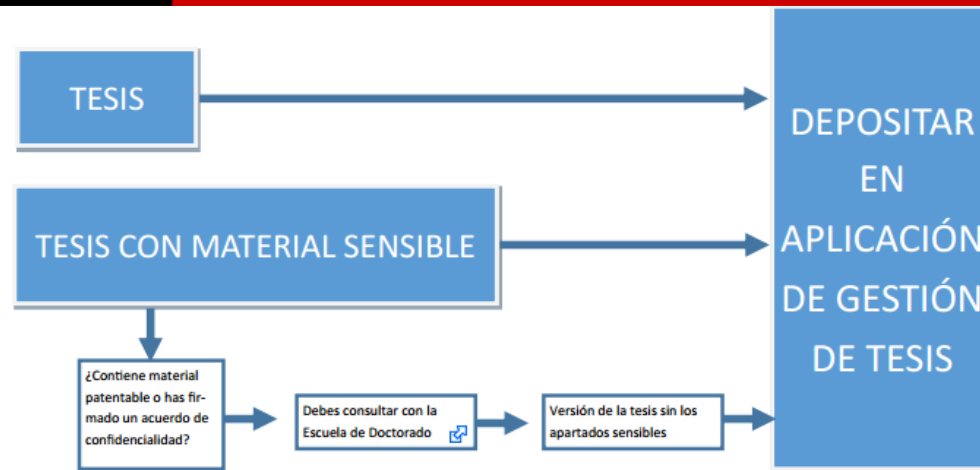 TESIS
TESIS CON MATERIAL SENSIBLE
¿Contiene material
patentable o has fir-
mado un acuerdo de
confidencialidad?
Debes consultar con la
Escuela de Doctorado
Versión de la tesis sin los
apartados sensibles
DEPOSITAR
EN
APLICACIÓN
DE GESTIÓN
DE TESIS